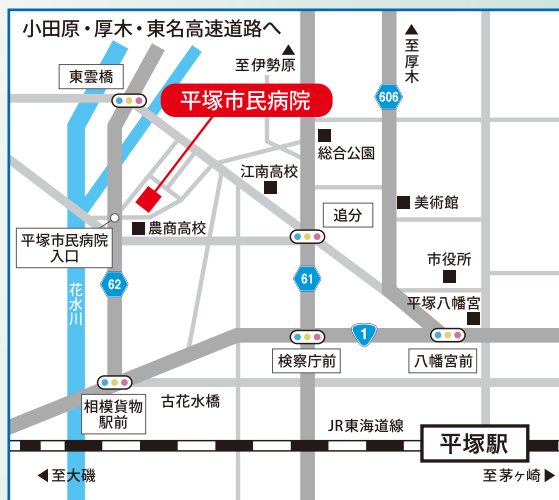 小田原・厚木・東名高速道路へ
▲
至伊勢原
▲
至厚木
東雲橋
平塚市民病院
606
総合公園
江南高校
美術館
追分
農商高校
平塚市民病院
入口
市役所
花水川
62
61
平塚八幡宮
1
検察庁前
八幡宮前
相模貨物
駅前
古花水橋
JR東海道線
平塚駅
◀至大磯
至茅ヶ崎▶